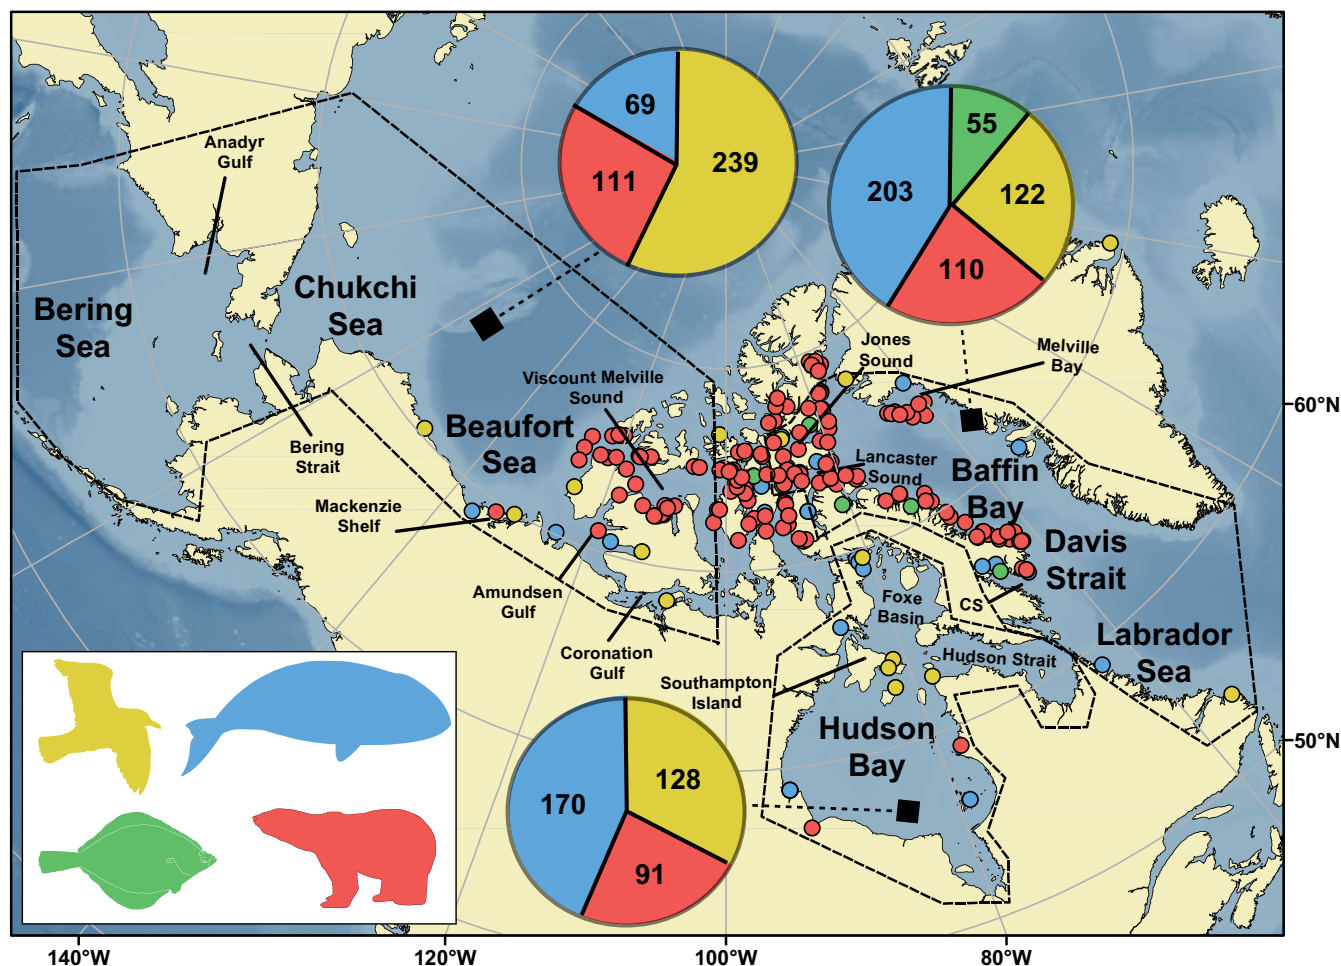 69
239
111
55
203
122
110
Anadyr
Gulf
Bering
Sea
Chukchi
Sea
Jones
Sound
Melville
Bay
Viscount Melville
Sound
60°N
Beaufort
Sea
Bering
Strait
Lancaster
Sound
Baffin
Bay
Mackenzie
Shelf
Davis
Strait
Amundsen
Gulf
Foxe
Basin
CS
Coronation
Gulf
Hudson Strait
Labrador
Sea
Southampton
Island
Hudson
Bay
50°N
170
128
91
140°W
120°W
100°W
80°W